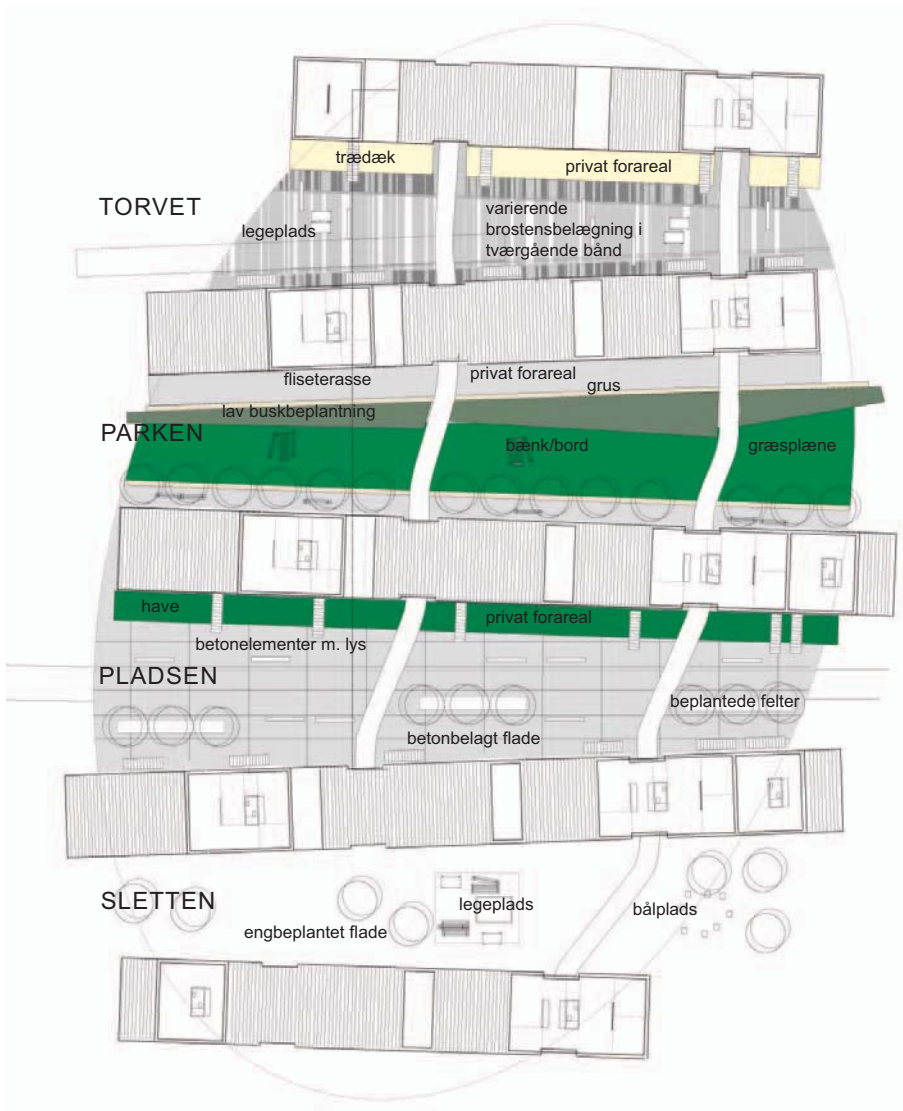 trædæk
privat forareal
TORVET
legeplads
varierende
brostensbelægning i
tværgående bånd
fliseterasse
privat forareal
grus
lav buskbeplantning
PARKEN
bænk/bord
græsplæne
have
privat forareal
betonelementer m. lys
PLADSEN
beplantede felter
betonbelagt flade
SLETTEN
legeplads
bålplads
engbeplantet flade